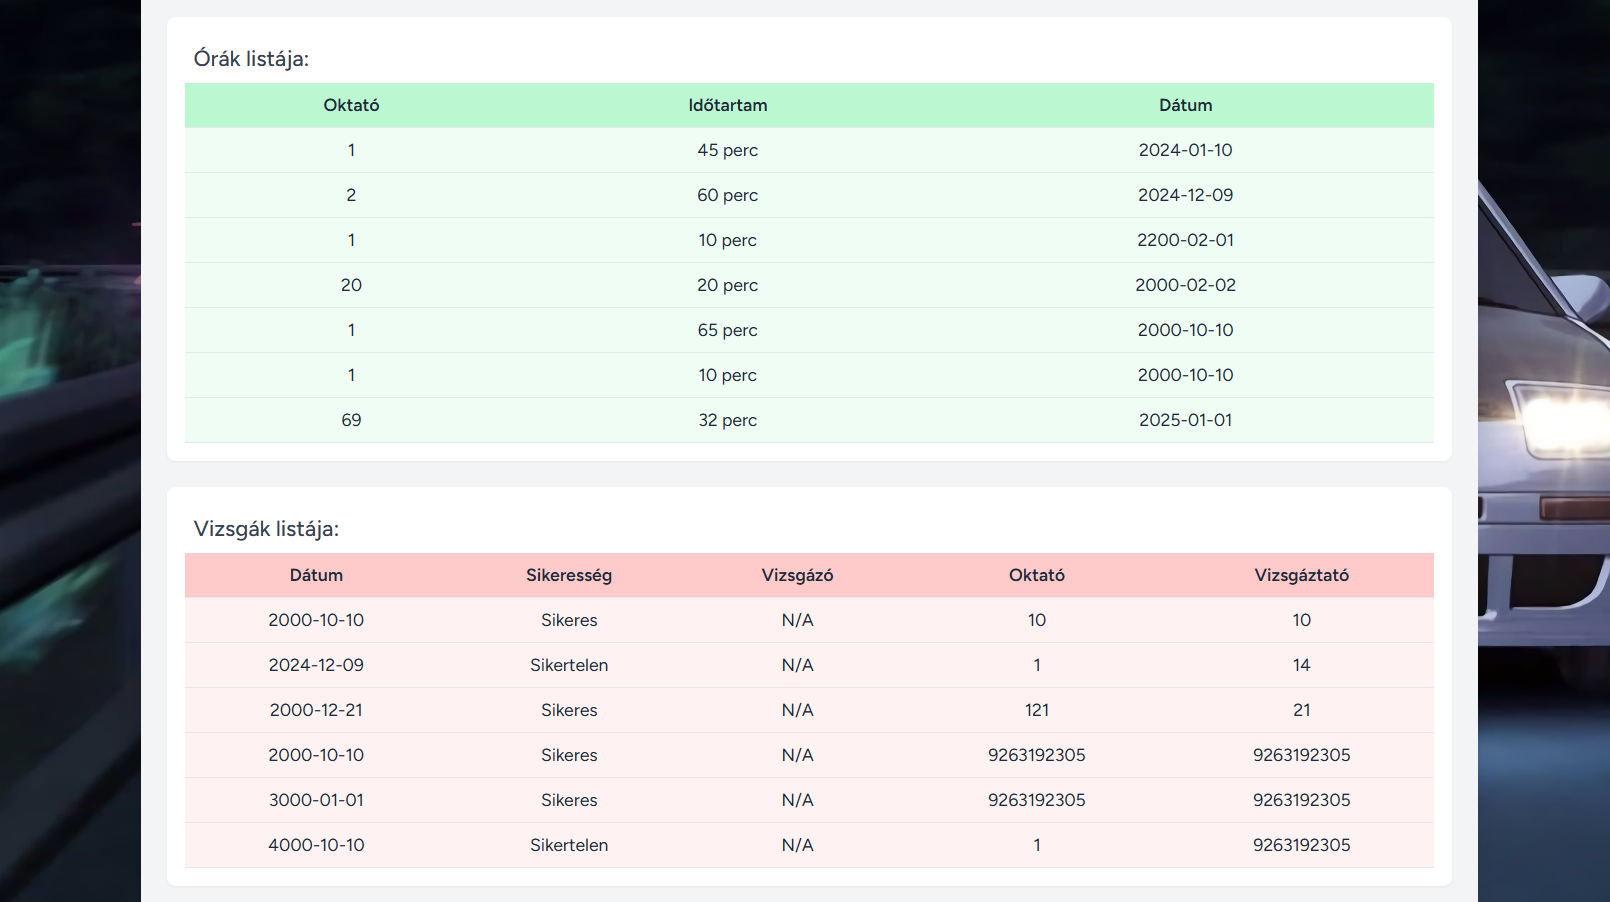 Órák listája:
Oktató Időtartam Dátum
1 45 perc 2024-01-10
2 60 perc 2024-12-09
1 10 perc 2200-02-01
20 20 perc 2000-02-02
1 65 perc 2000-10-10
1 10 perc 2000-10-10
69 32 perc 2025-01-01
Vizsgák listája:
Dátum Sikeresség Vizsgázó Oktató Vizsgáztató
2000-10-10 Sikeres N/A 10 10
2024-12-09 Sikertelen N/A 1 14
2000-12-21 Sikeres N/A 121 21
2000-10-10 Sikeres N/A 9263192305 9263192305
3000-01-01 Sikeres N/A 9263192305 9263192305
4000-10-10 Sikertelen N/A 1 9263192305